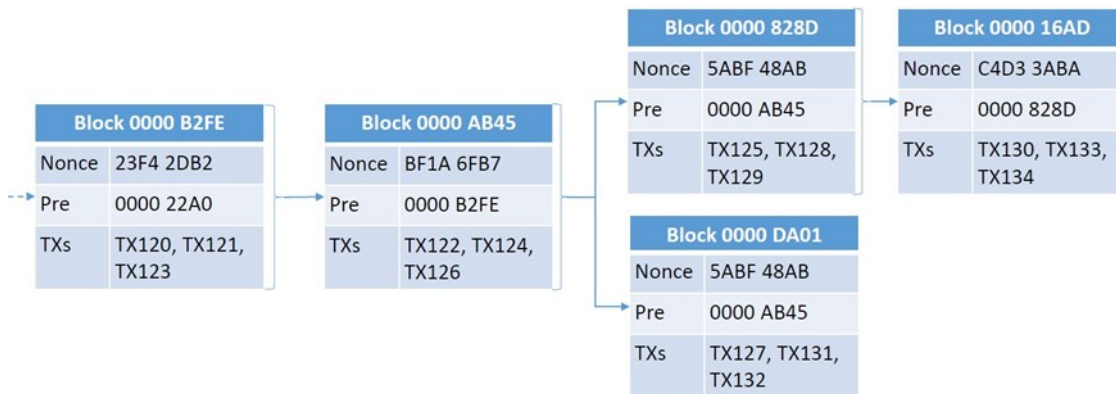 Block 0000 B2FE
Nonce 23F4 2DB2
Pre 0000 22A0
TXs TX120, TX121,
TX123
Block 0000 AB45
Nonce BF1A 6FB7
Pre 0000 B2FE
TXs TX122, TX124,
TX126
Block 0000 828D
Nonce 5ABF 48AB
Pre 0000 AB45
TXs TX125, TX128,
TX129
Block 0000 16AD
Nonce C4D3 3ABA
Pre 0000 828D
TXs TX130, TX133,
TX134
Block 0000 DA01
Nonce 5ABF 48AB
Pre 0000 AB45
TXs TX127, TX131,
TX132